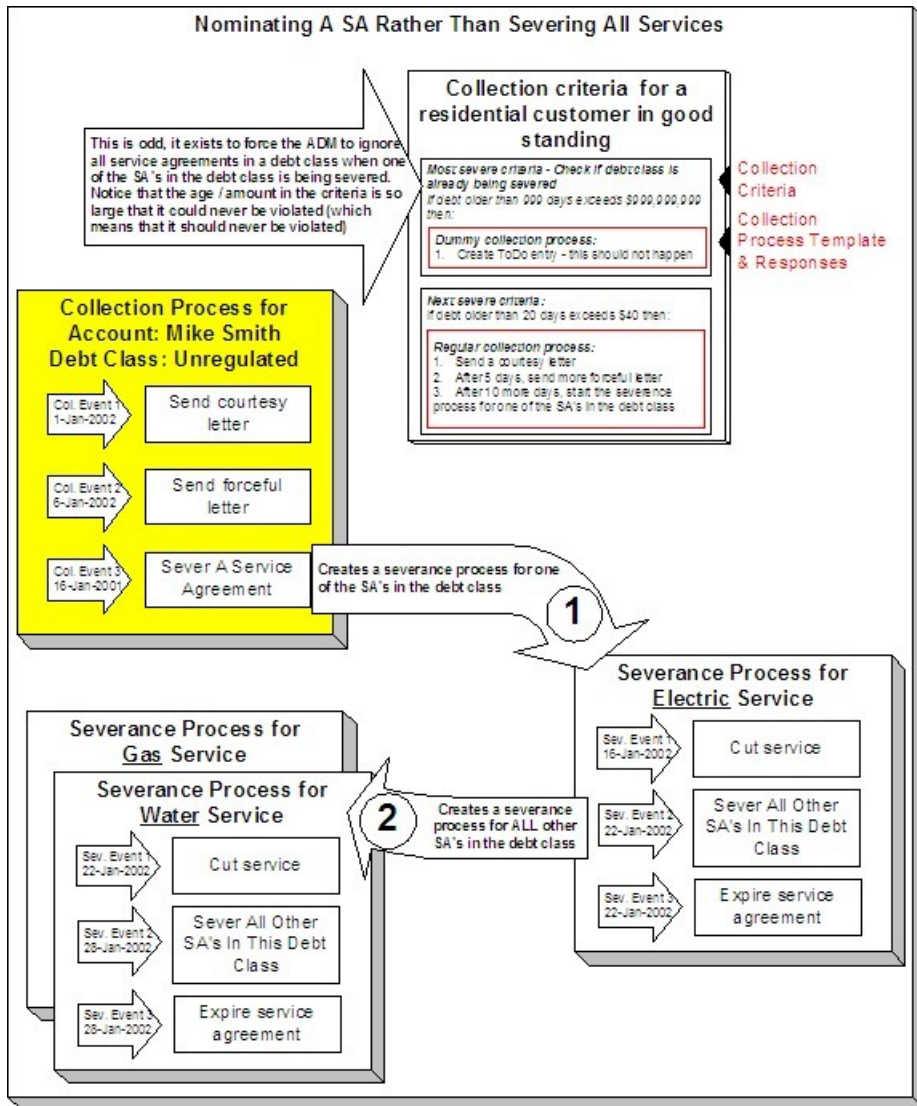 Nominating A SA Rather Than Severing All Services
This is odd, it exists to force the ADM to ignore
all service agreements in a debt class when one
of the SA's in the debt class is being severed.
Notice that the age / amount in the criteria is so
large that it could never be violated (which
means that it should never be violated)
Collection criteria for a
residential customer in good
standing
Most severe criteria - Check if debt class is
already being severed
If debt older than 999 days exceeds $999,999,999
then:
Dummy collection process:
1. Create ToDo entry - this should not happen
Next severe criteria:
If debt older than 20 days exceeds $40 then:
Regular collection process:
1. Send a courtesy letter
2. After 5 days, send more forceful letter
3. After 10 more days, start the severance
process for one of the SA's in the debt class
Collection
Criteria
Collection
Process Template
& Responses
Collection Process for
Account: Mike Smith
Debt Class: Unregulated
Col. Event 1
1-Jan-2002
Send courtesy
letter
Col. Event 2
6-Jan-2002
Send forceful
letter
Col. Event 3
16-Jan-2001
Sever A Service
Agreement
Creates a severance process for one
of the SA's in the debt class
1
Severance Process for
Electric Service
Sev. Event 1
16-Jan-2002
Cut service
Sev. Event 2
22-Jan-2002
Sever All Other
SA's In This Debt
Class
Sev. Event 3
22-Jan-2002
Expire service
agreement
Creates a severance
process for ALL other
SA's in the debt class
2
Severance Process for
Gas Service
Severance Process for
Water Service
Sev. Event 1
22-Jan-2002
Cut service
Sev. Event 2
28-Jan-2002
Sever All Other
SA's In This Debt
Class
Sev. Event 3
28-Jan-2002
Expire service
agreement